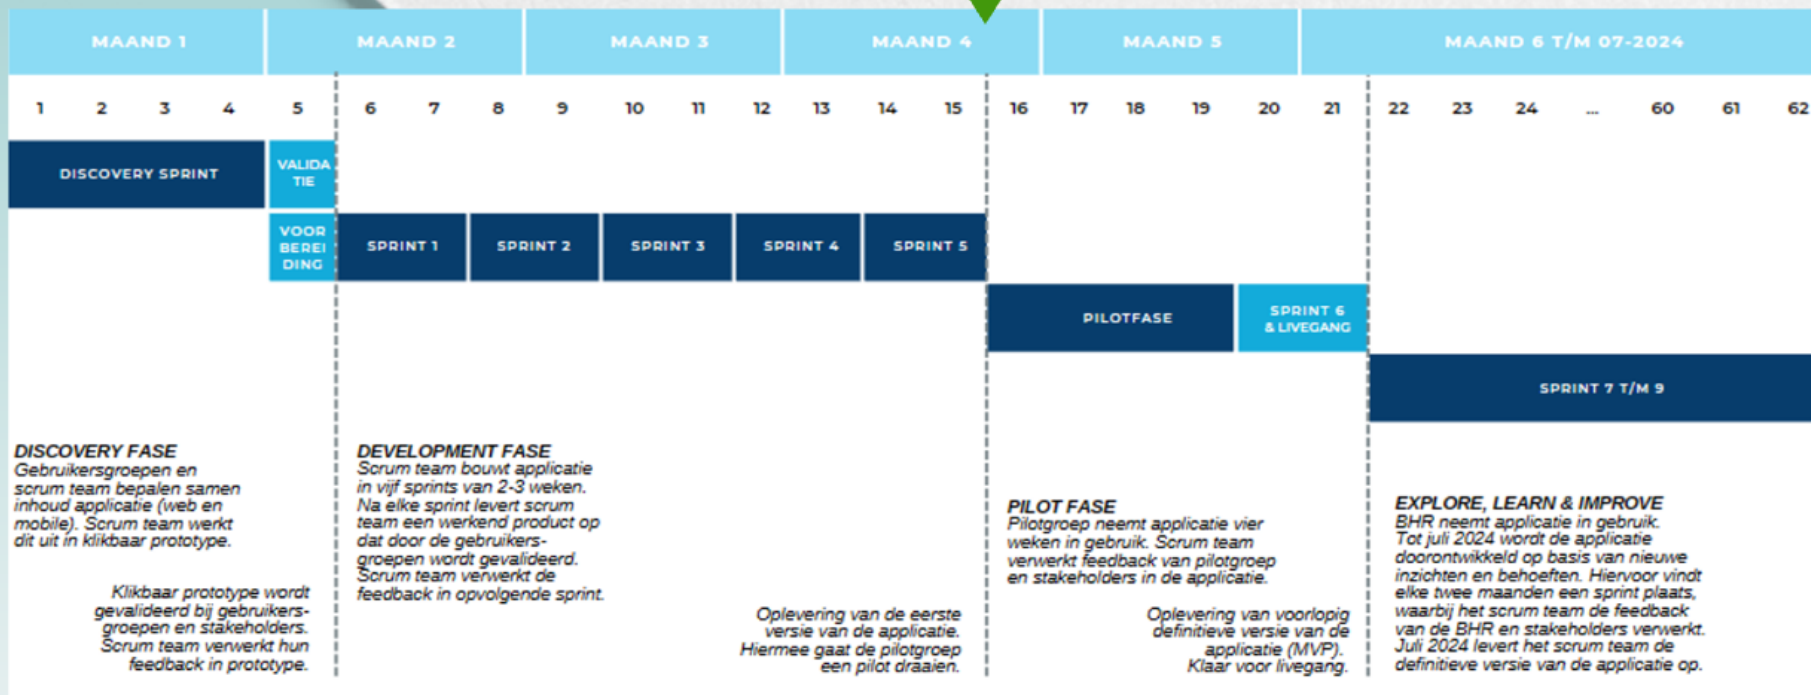 MAAND 1 MAAND 2 MAAND 3 MAAND 4 MAAND 5 MAAND 6 T/M 07-2024
1 2 3 4 5 6 7 8 9 10 11 12 13 14 15 16 17 18 19 20 21 22 23 24 ... 60 61 62
DISCOVERY SPRINT
VALIDA
TIE
VOOR
BEREI
DING
SPRINT 1 SPRINT 2 SPRINT 3 SPRINT 4 SPRINT 5
PILOTFASE
SPRINT 6
& LIVEGANG
SPRINT 7 T/M 9
DISCOVERY FASE
Gebruikersgroepen en
scrum team bepalen samen
inhoud applicatie (web en
mobile). Scrum team werkt
dit uit in klikbaar prototype.
Klikbaar prototype wordt
gevalideerd bij gebruikers-
groepen en stakeholders.
Scrum team verwerkt hun
feedback in prototype.
DEVELOPMENT FASE
Scrum team bouwt applicatie
in vijf sprints van 2-3 weken.
Na elke sprint levert scrum
team een werkend product op
dat door de gebruikers-
groepen wordt gevalideerd.
Scrum team verwerkt de
feedback in opvolgende sprint.
Oplevering van de eerste
versie van de applicatie.
Hiermee gaat de pilotgroep
een pilot draaien.
PILOT FASE
Pilotgroep neemt applicatie vier
weken in gebruik. Scrum team
verwerkt feedback van pilotgroep
en stakeholders in de applicatie.
Oplevering van voorlopig
definitieve versie van de
applicatie (MVP).
Klaar voor livegang.
EXPLORE, LEARN & IMPROVE
BHR neemt applicatie in gebruik.
Tot juli 2024 wordt de applicatie
doorontwikkeld op basis van nieuwe
inzichten en behoeften. Hiervoor vindt
elke twee maanden een sprint plaats,
waarbij het scrum team de feedback
van de BHR en stakeholders verwerkt.
Juli 2024 levert het scrum team de
definitieve versie van de applicatie op.